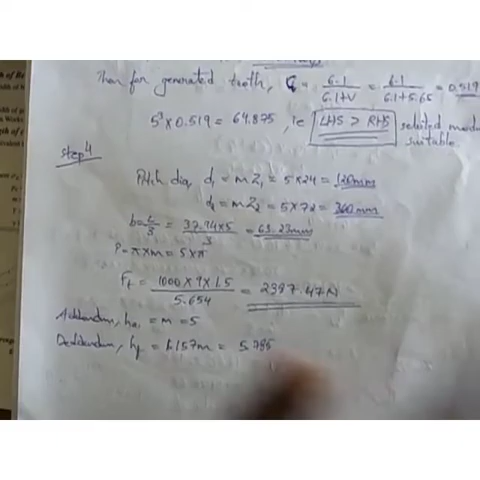 Then for generated teeth, Cv = 6.1 / 6.1+V = 6.1 / 6.1+5.65 = 0.519
5³ × 0.519 = 64.875, ie LHS > RHS selected modu
suitable.
Step 4
Pitch dia, d₁ = mZ₁ = 5×24 = 120mm
d₂ = mZ₂ = 5×72 = 360mm
b = L/3 = 37.94×5 / 3 = 63.23mm
P = π×m = 5×π
Ft = 1000×9×1.5 / 5.654 = 2387.47N
Addendum, ha = m = 5
Dedendum, hf = 1.157m = 5.785